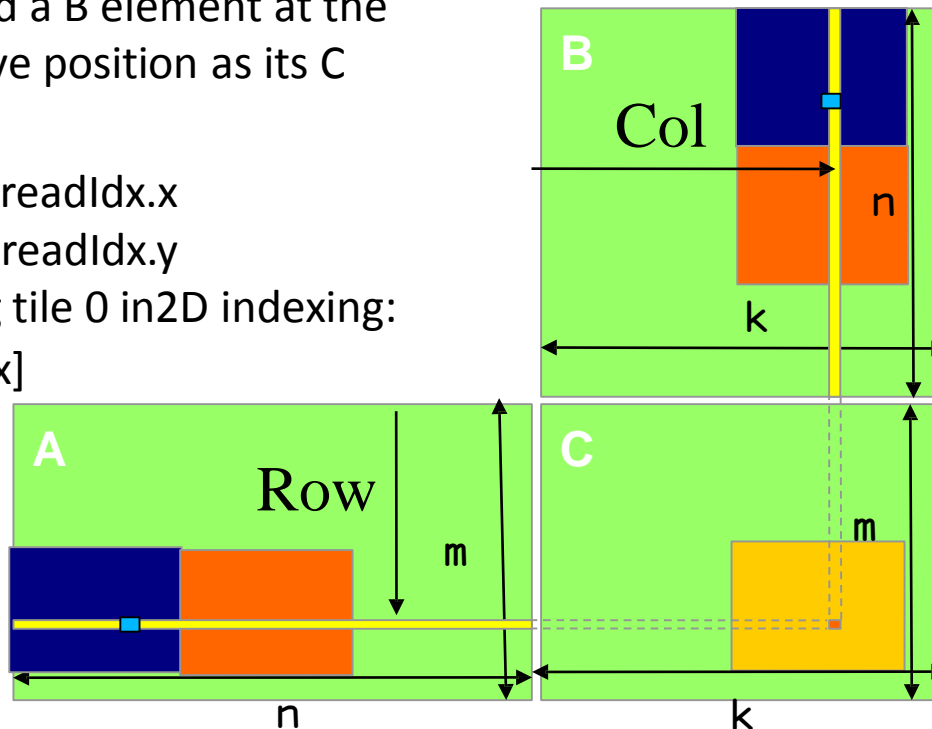 d a B element at the
ve position as its C
readIdx.x
readIdx.y
tile 0 in2D indexing:
x]
B
Col
n
k
A
Row
m
n
C
m
k